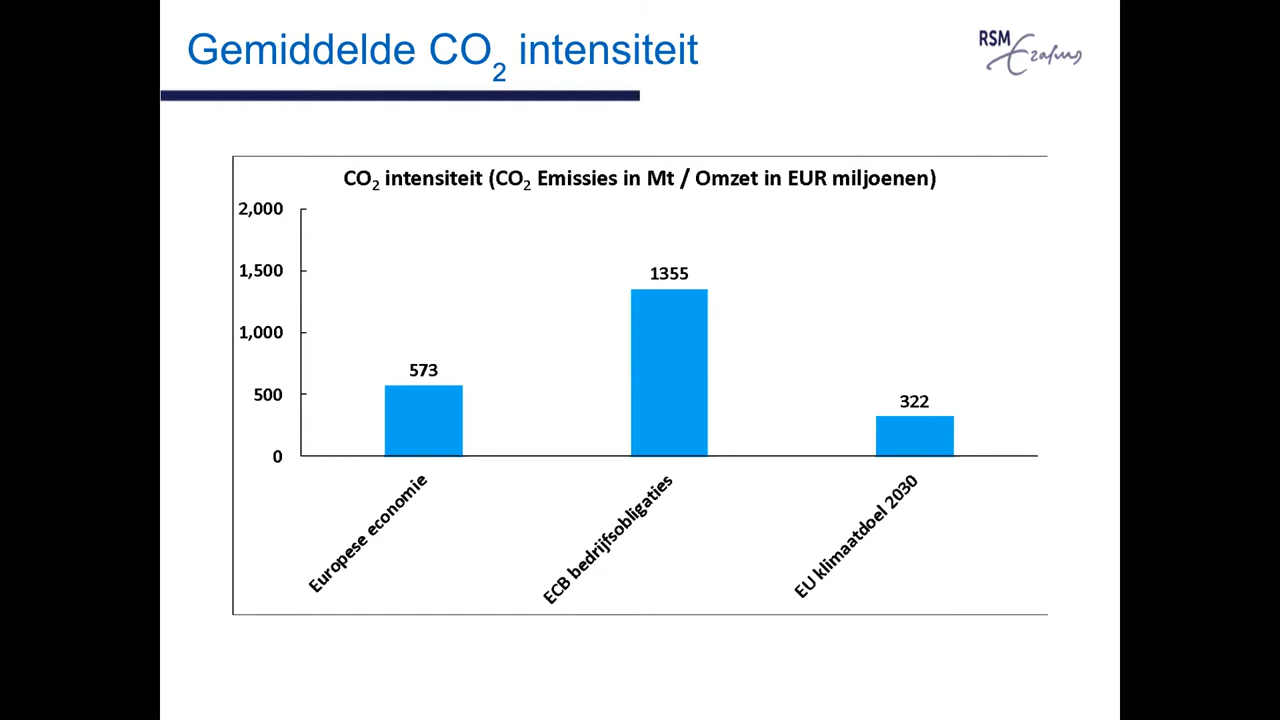 Gemiddelde CO2 intensiteit
RSM Erasmus
CO2 intensiteit (CO2 Emissies in Mt / Omzet in EUR miljoenen)
2,000
1,500
1,000
500
0
573
1355
322
Europese economie
ECB bedrijfsobligaties
EU klimaatdoel 2030